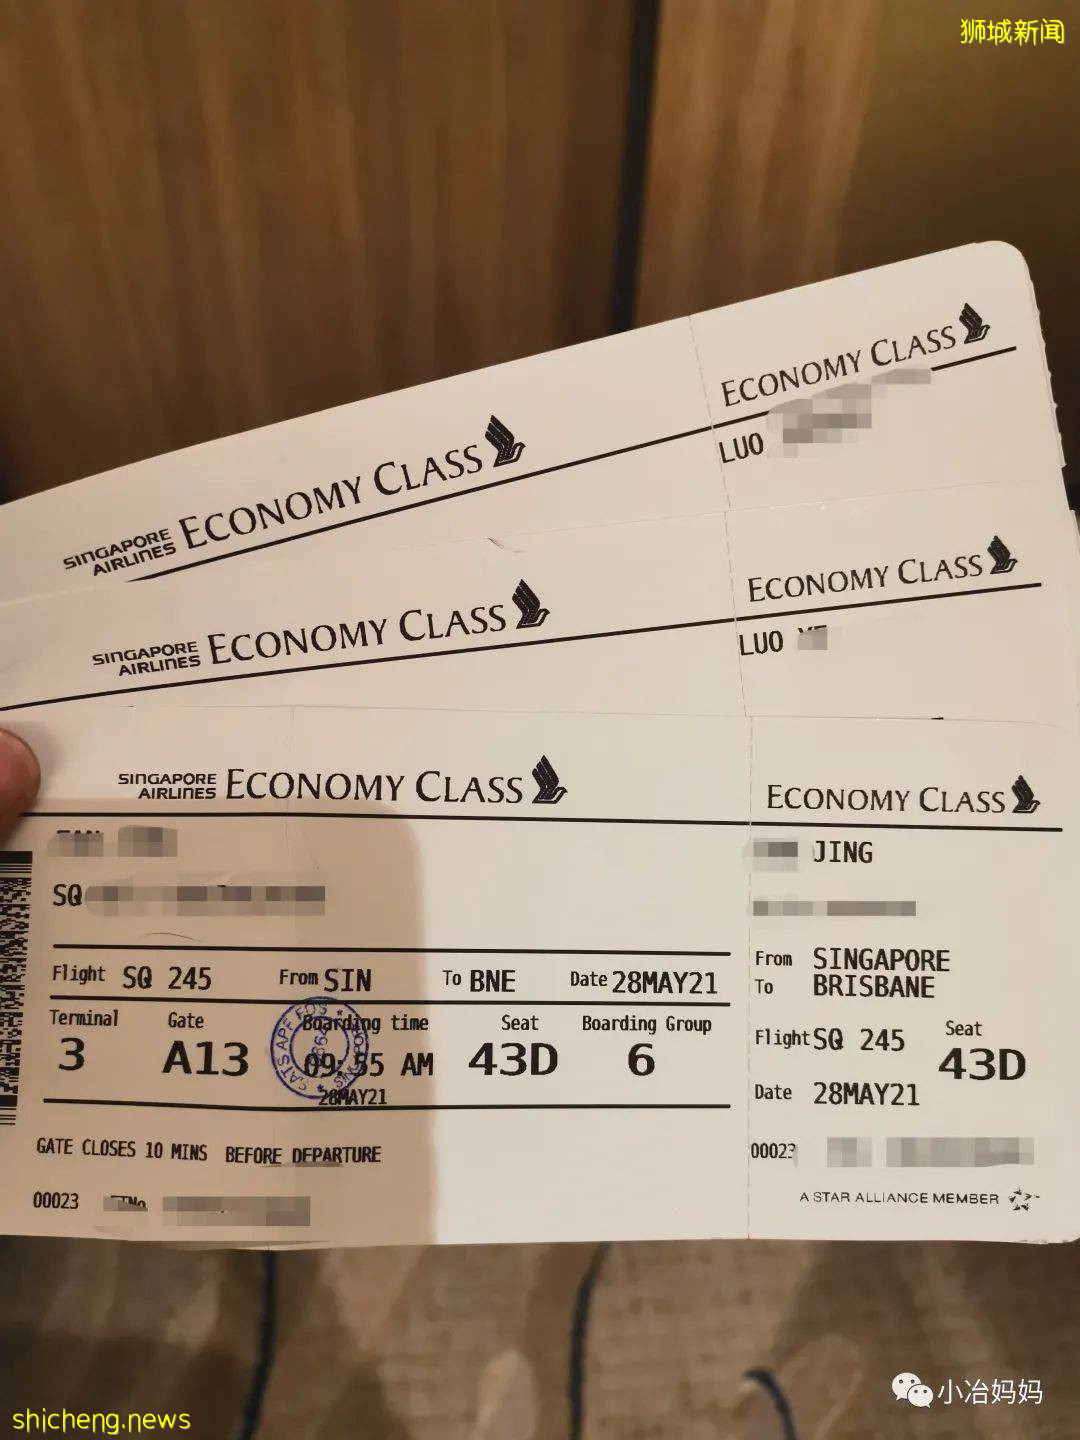 狮城新闻
ECONOMY CLASS
LUO
SINGAPORE AIRLINES ECONOMY CLASS
ECONOMY CLASS
LUO
SINGAPORE AIRLINES ECONOMY CLASS
SINGAPORE AIRLINES ECONOMY CLASS
SQ
Flight SQ 245 From SIN To BNE Date 28MAY21
Terminal Gate Boarding time Seat Boarding Group
3 A13 09:55 AM 43D 6
28MAY21
GATE CLOSES 10 MINS BEFORE DEPARTURE
00023
ECONOMY CLASS
JING
From SINGAPORE
To BRISBANE
Flight SQ 245 Seat 43D
Date 28MAY21
00023
A STAR ALLIANCE MEMBER
小冶妈妈
shicheng.news